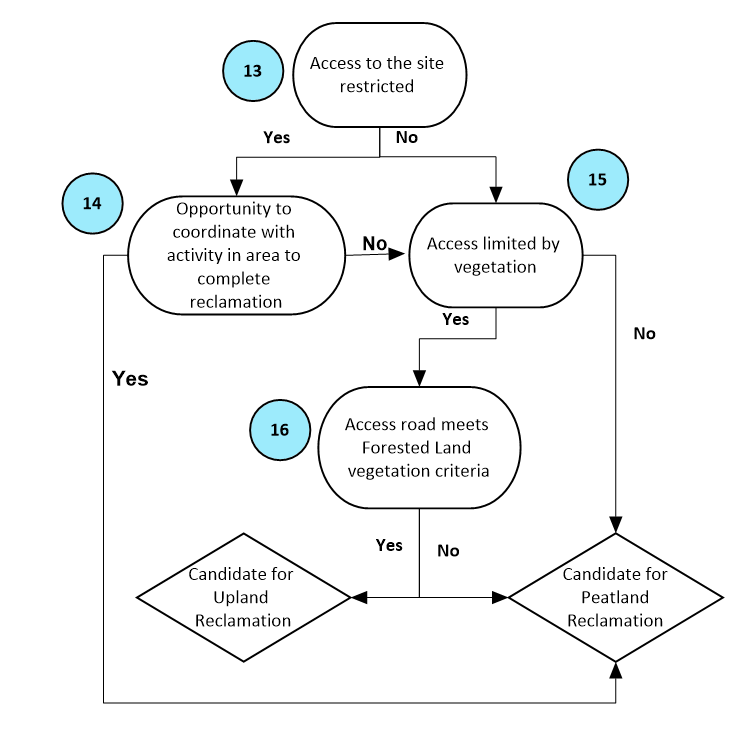 13
Access to the site
restricted
Yes
No
14
Opportunity to
coordinate with
activity in area to
complete
reclamation
No
15
Access limited by
vegetation
Yes
No
Yes
16
Access road meets
Forested Land
vegetation criteria
Yes
No
Candidate for
Upland
Reclamation
Candidate for
Peatland
Reclamation